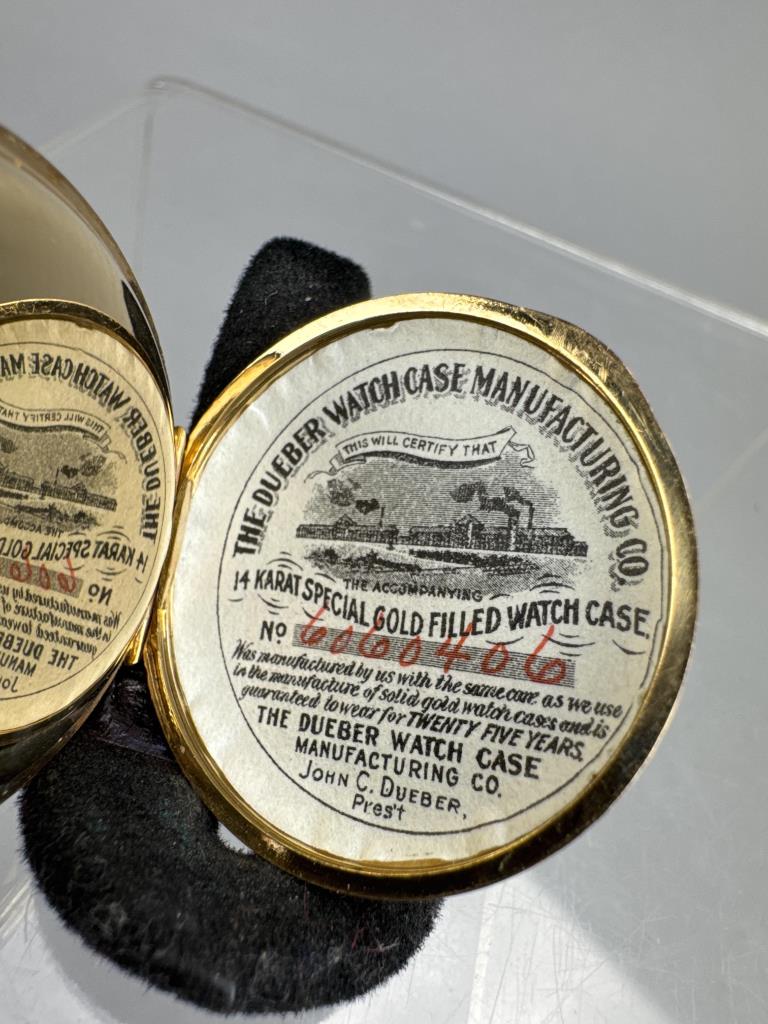 THE DUEBER WATCH CASE MANUFACTURING CO.
THIS WILL CERTIFY THAT
THE ACCOMPANYING
14 KARAT SPECIAL GOLD FILLED WATCH CASE.
No 6060406
Was manufactured by us with the same care as we use
in the manufacture of solid gold watch cases and is
guaranteed to wear for TWENTY FIVE YEARS.
THE DUEBER WATCH CASE
MANUFACTURING CO.
JOHN C. DUEBER,
Pres't